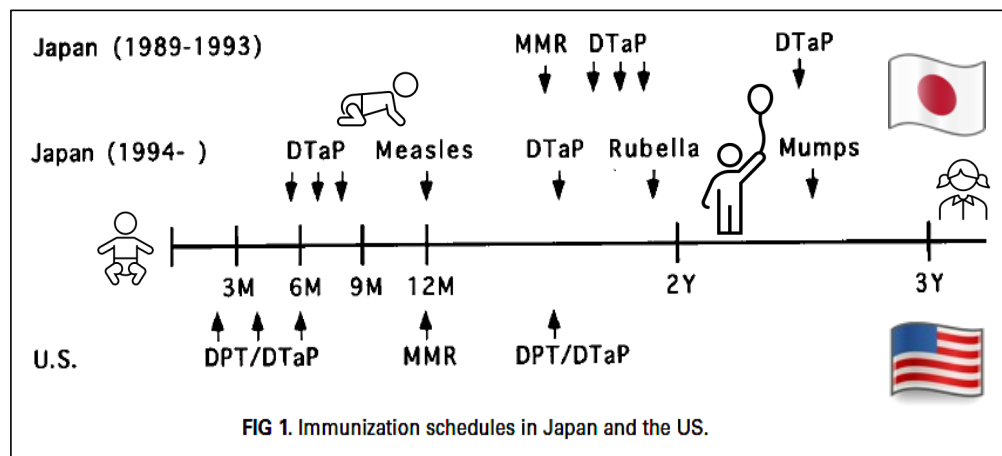 Japan (1989-1993) MMR DTaP DTaP
Japan (1994- ) DTaP Measles DTaP Rubella Mumps
3M 6M 9M 12M 2Y 3Y
U.S. DPT/DTaP MMR DPT/DTaP
FIG 1. Immunization schedules in Japan and the US.